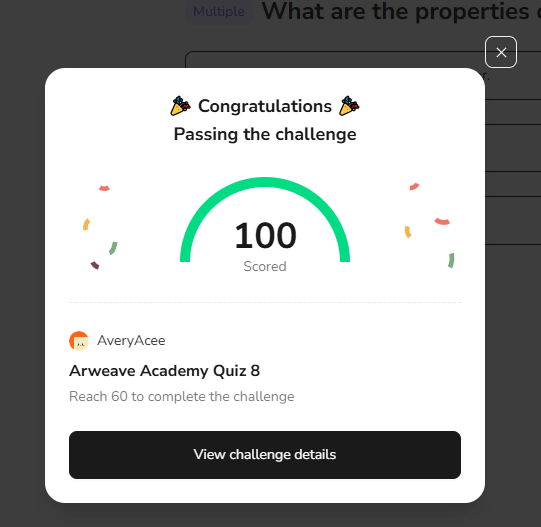 Multiple What are the properties
r.
Congratulations
Passing the challenge
100
Scored
AveryAcee
Arweave Academy Quiz 8
Reach 60 to complete the challenge
View challenge details